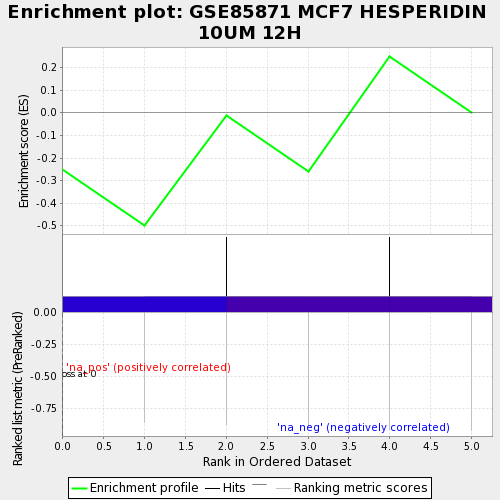 Enrichment plot: GSE85871 MCF7 HESPERIDIN
10UM 12H
Enrichment score (ES)
0.2
0.1
0.0
-0.1
-0.2
-0.3
-0.4
-0.5
Ranked list metric (PreRanked)
0.00
-0.25
-0.50
-0.75
'na_pos' (positively correlated)
oss at 0
'na_neg' (negatively correlated)
0.0 0.5 1.0 1.5 2.0 2.5 3.0 3.5 4.0 4.5 5.0
Rank in Ordered Dataset
Enrichment profile Hits Ranking metric scores